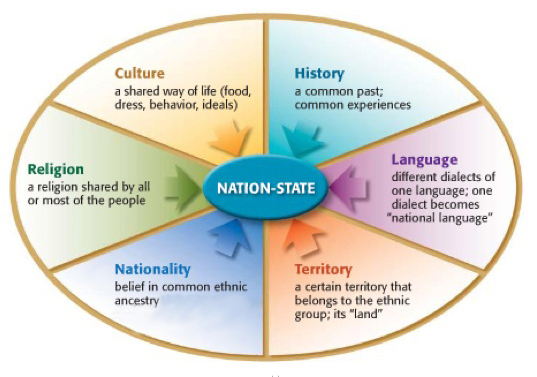 Culture
a shared way of life (food,
dress, behavior, ideals)
History
a common past;
common experiences
Religion
a religion shared by all
or most of the people
NATION-STATE
Language
different dialects of
one language; one
dialect becomes
“national language”
Nationality
belief in common ethnic
ancestry
Territory
a certain territory that
belongs to the ethnic
group; its “land”